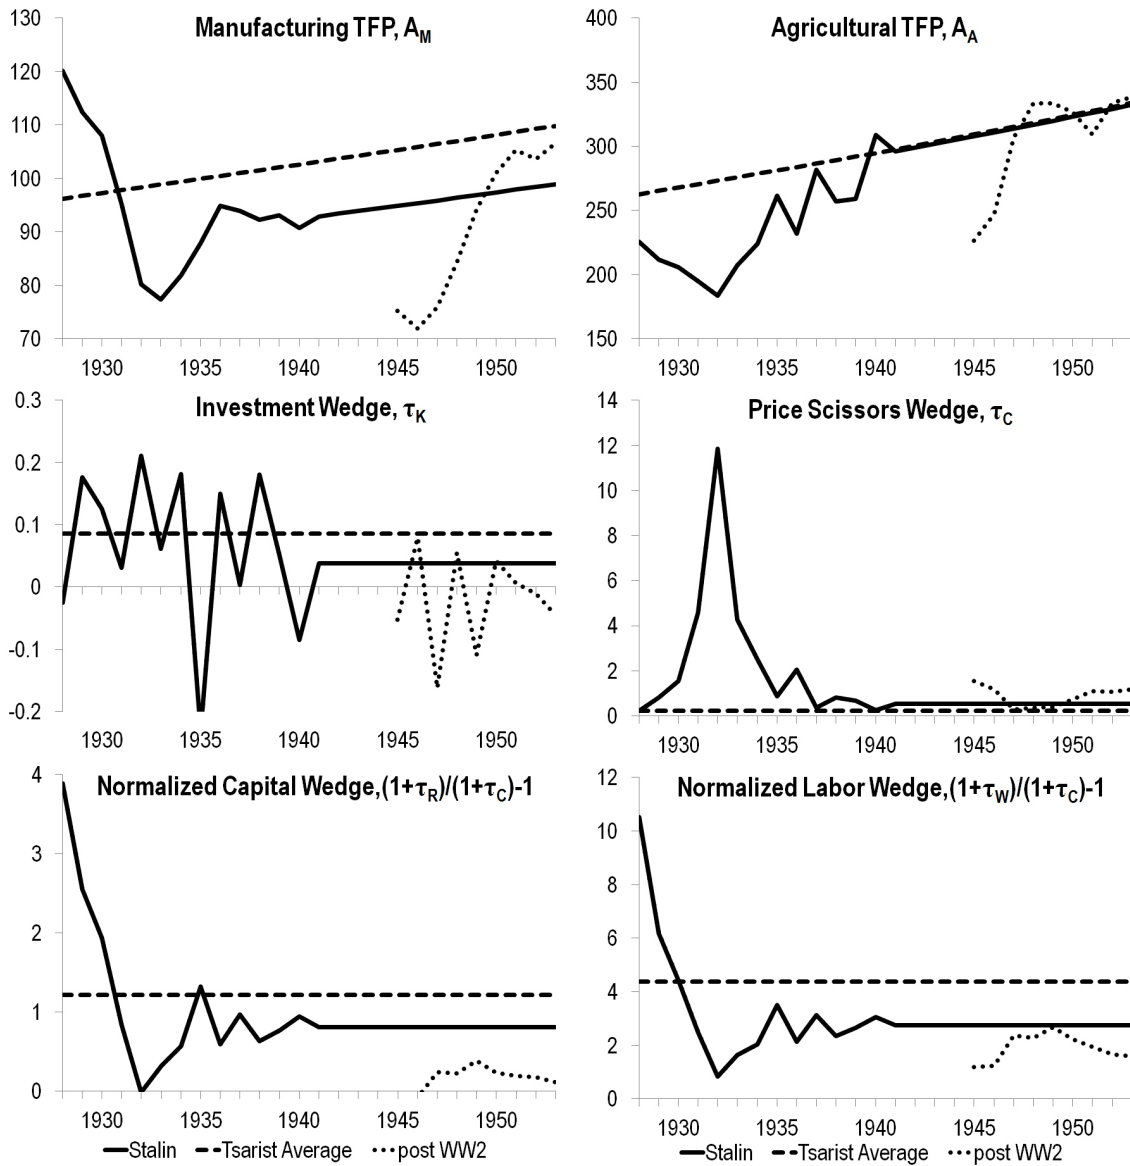 Manufacturing TFP, A_M
130
120
110
100
90
80
70
1930 1935 1940 1945 1950
Agricultural TFP, A_A
400
350
300
250
200
150
1930 1935 1940 1945 1950
Investment Wedge, τ_K
0.3
0.2
0.1
0
-0.1
-0.2
1930 1935 1940 1945 1950
Price Scissors Wedge, τ_C
14
12
10
8
6
4
2
0
1930 1935 1940 1945 1950
Normalized Capital Wedge,(1+τ_R)/(1+τ_C)-1
4
3
2
1
0
1930 1935 1940 1945 1950
Stalin Tsarist Average post WW2
Normalized Labor Wedge,(1+τ_W)/(1+τ_C)-1
12
10
8
6
4
2
0
1930 1935 1940 1945 1950
Stalin Tsarist Average post WW2